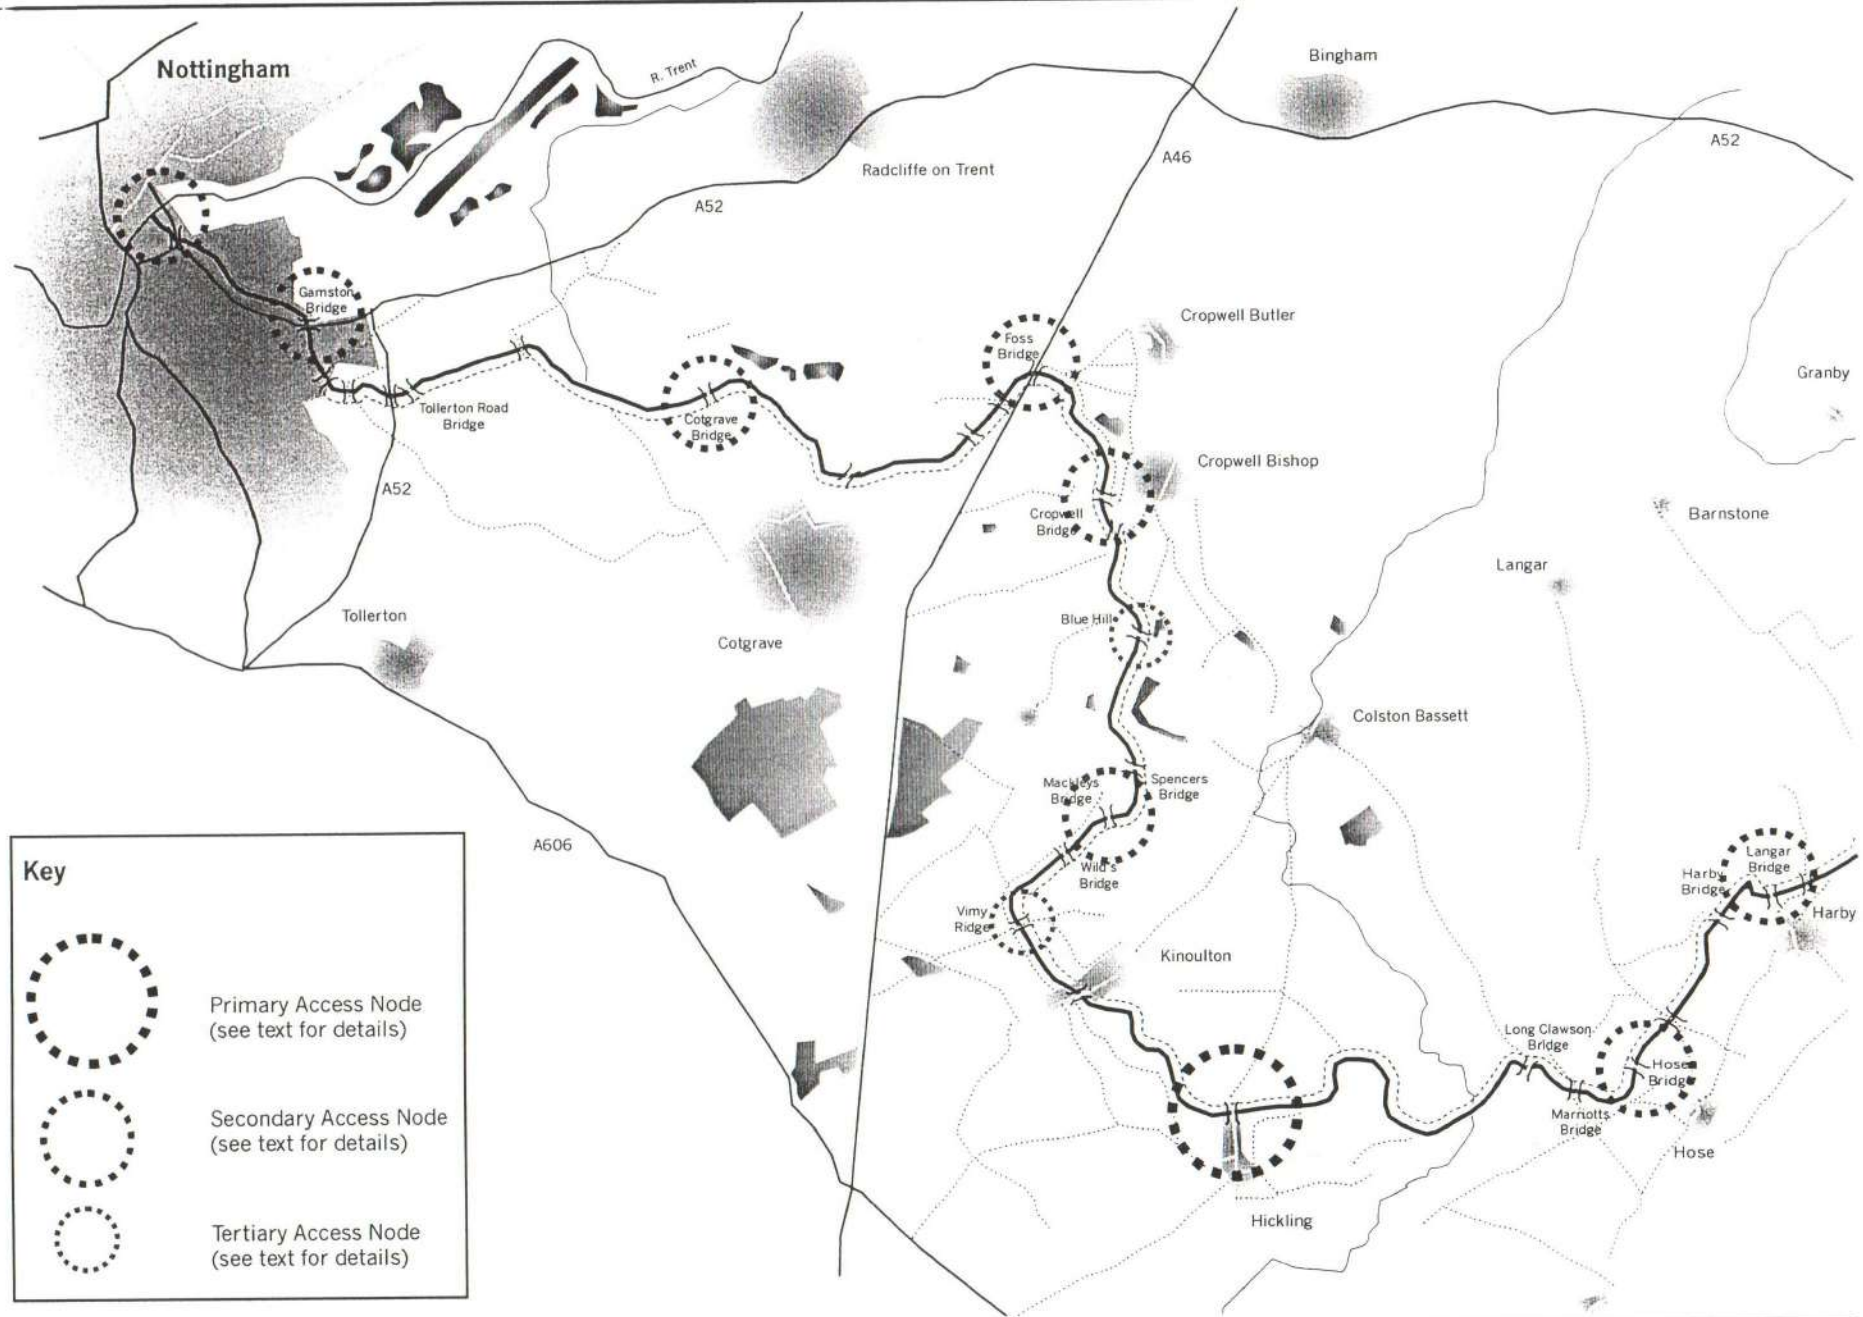 Nottingham
R. Trent
Bingham
A52
A46
Radcliffe on Trent
A52
Gamston
Bridge
Cropwell Butler
Foss
Bridge
Granby
Tollerton Road
Bridge
Cotgrave
Bridge
Cropwell Bishop
A52
Cropwell
Bridge
Barnstone
Langar
Tollerton
Blue Hill
Cotgrave
Colston Bassett
Mackleys
Bridge
Spencers
Bridge
A606
Wild's
Bridge
Langar
Bridge
Harby
Bridge
Harby
Vimy
Ridge
Kinoulton
Long Clawson
Bridge
Hose
Bridge
Marriotts
Bridge
Hose
Hickling
Key
Primary Access Node
(see text for details)
Secondary Access Node
(see text for details)
Tertiary Access Node
(see text for details)